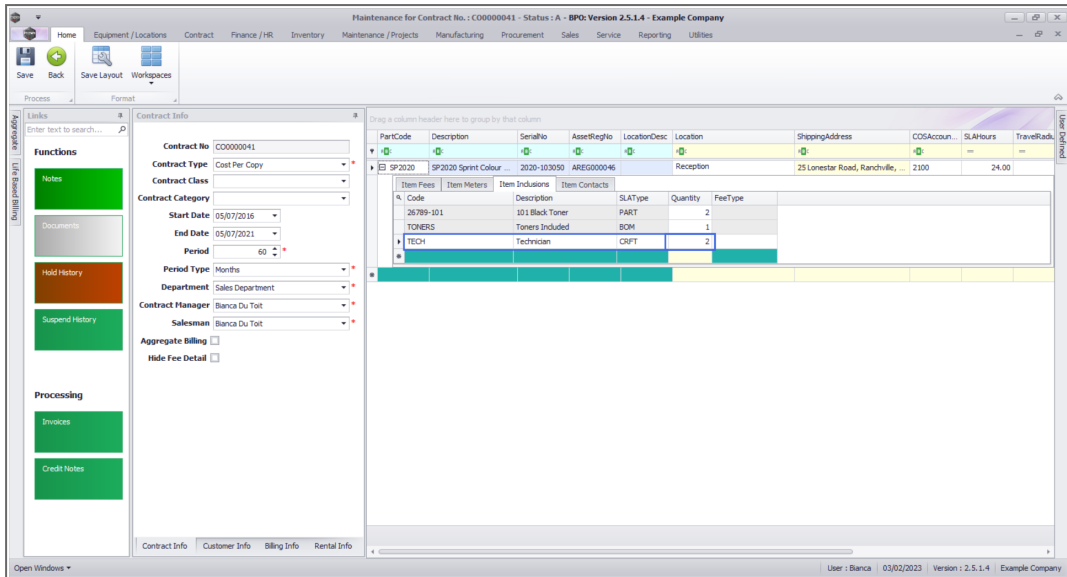 Maintenance for Contract No. : CO0000041 - Status : A - BPO: Version 2.5.1.4 - Example Company
Home Equipment / Locations Contract Finance / HR Inventory Maintenance / Projects Manufacturing Procurement Sales Service Reporting Utilities
Save Back Save Layout Workspaces
Process Format
Aggregate
Life Based Billing
Links
Enter text to search...
Functions
Notes
Documents
Hold History
Suspend History
Processing
Invoices
Credit Notes
Contract Info
Contract No CO0000041
Contract Type Cost Per Copy *
Contract Class
Contract Category
Start Date 05/07/2016
End Date 05/07/2021
Period 60 *
Period Type Months *
Department Sales Department *
Contract Manager Bianca Du Toit *
Salesman Bianca Du Toit *
Aggregate Billing
Hide Fee Detail
Contract Info Customer Info Billing Info Rental Info
Drag a column header here to group by that column
PartCode Description SerialNo AssetRegNo LocationDesc Location ShippingAddress COSAccoun... SLAHours TravelRadiu
= =
SP2020 SP2020 Sprint Colour ... 2020-103050 AREG000046 Reception 25 Lonestar Road, Ranchville, ... 2100 24.00
Item Fees Item Meters Item Inclusions Item Contacts
Code Description SLAType Quantity FeeType
26789-101 101 Black Toner PART 2
TONERS Toners Included BOM 1
TECH Technician CRFT 2
User Defined
Open Windows User : Bianca 03/02/2023 Version : 2.5.1.4 Example Company